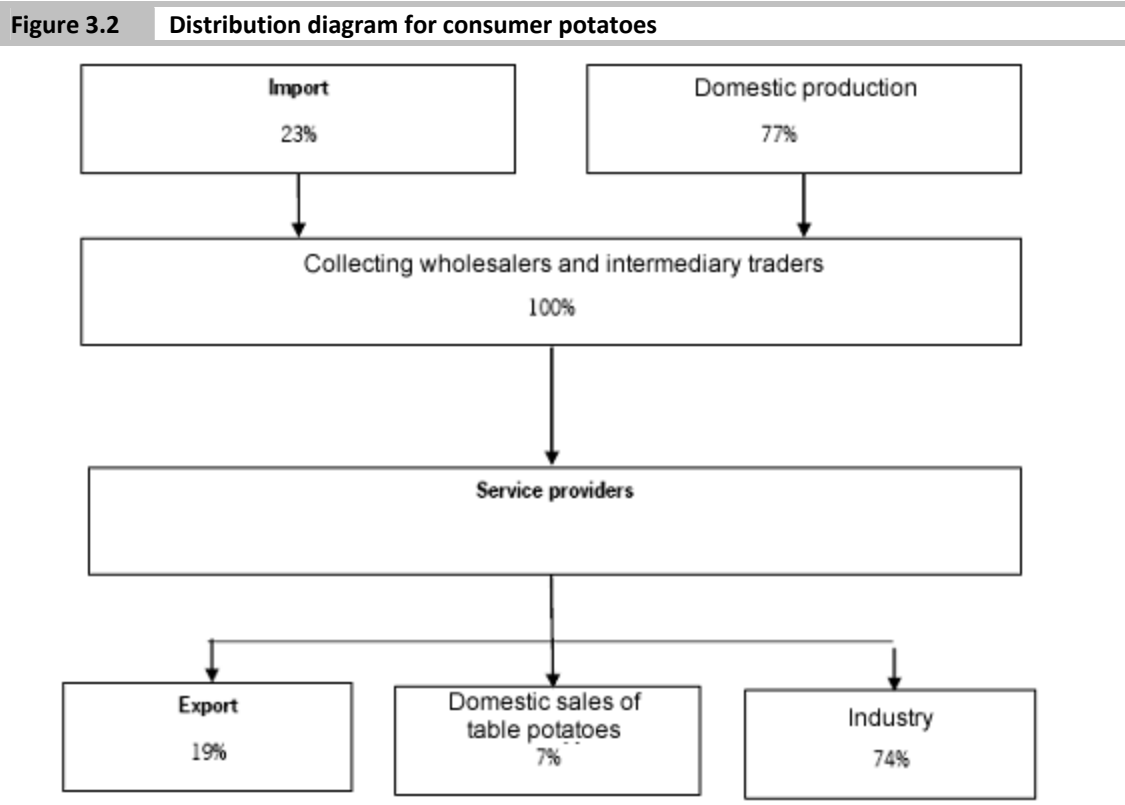 Figure 3.2 Distribution diagram for consumer potatoes
Import
23%
Domestic production
77%
Collecting wholesalers and intermediary traders
100%
Service providers
Export
19%
Domestic sales of
table potatoes
7%
Industry
74%